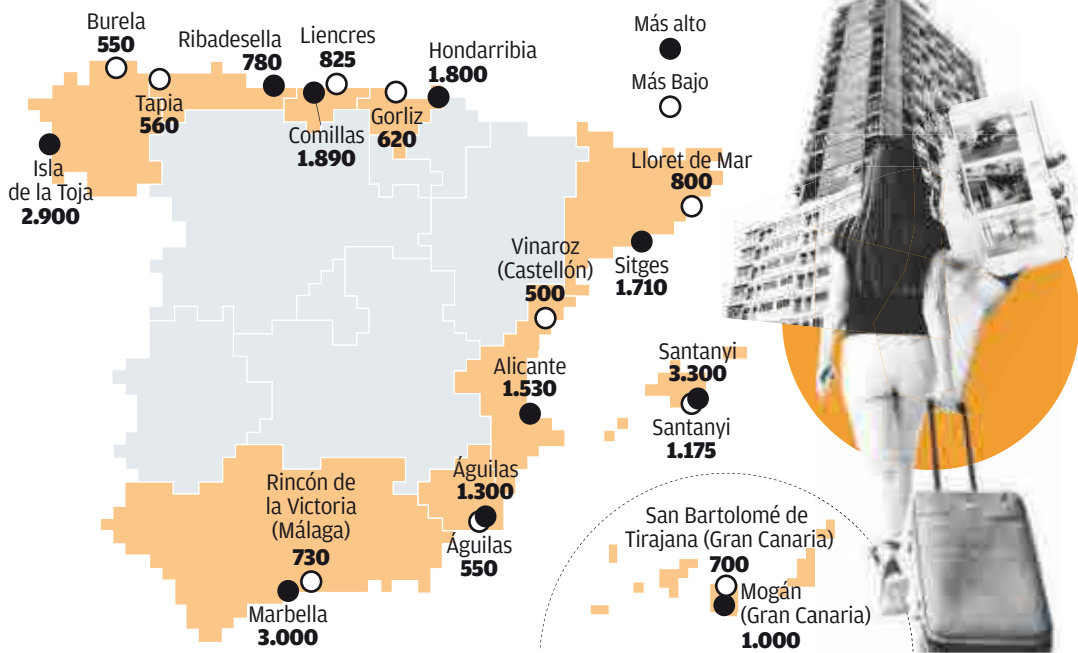 Burela
550
Tapia
560
Ribadesella
780
Liencres
825
Comillas
1.890
Gorliz
620
Hondarribia
1.800
Más alto
Más Bajo
Isla
de la Toja
2.900
Lloret de Mar
800
Sitges
1.710
Vinaroz
(Castellón)
500
Alicante
1.530
Santanyi
3.300
Santanyi
1.175
Águilas
1.300
Águilas
550
Rincón de
la Victoria
(Málaga)
730
Marbella
3.000
San Bartolomé de
Tirajana (Gran Canaria)
700
Mogán
(Gran Canaria)
1.000